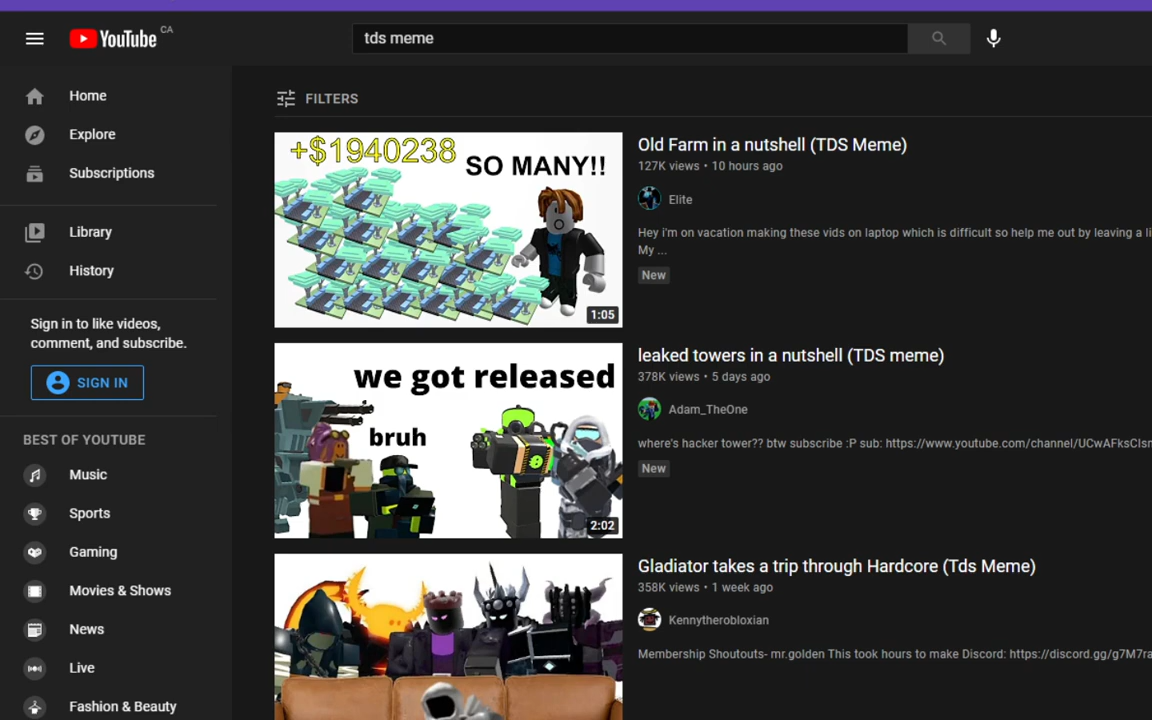 YouTube CA
tds meme
Home
Explore
Subscriptions
Library
History
Sign in to like videos,
comment, and subscribe.
SIGN IN
BEST OF YOUTUBE
Music
Sports
Gaming
Movies & Shows
News
Live
Fashion & Beauty
FILTERS
+$1940238
SO MANY!!
1:05
Old Farm in a nutshell (TDS Meme)
127K views • 10 hours ago
Elite
Hey i'm on vacation making these vids on laptop which is difficult so help me out by leaving a li
My ...
New
we got released
bruh
2:02
leaked towers in a nutshell (TDS meme)
378K views • 5 days ago
Adam_TheOne
where's hacker tower?? btw subscribe :P sub: https://www.youtube.com/channel/UCwAFksCIsn
New
Gladiator takes a trip through Hardcore (Tds Meme)
358K views • 1 week ago
Kennytherobloxian
Membership Shoutouts- mr.golden This took hours to make Discord: https://discord.gg/g7M7ra